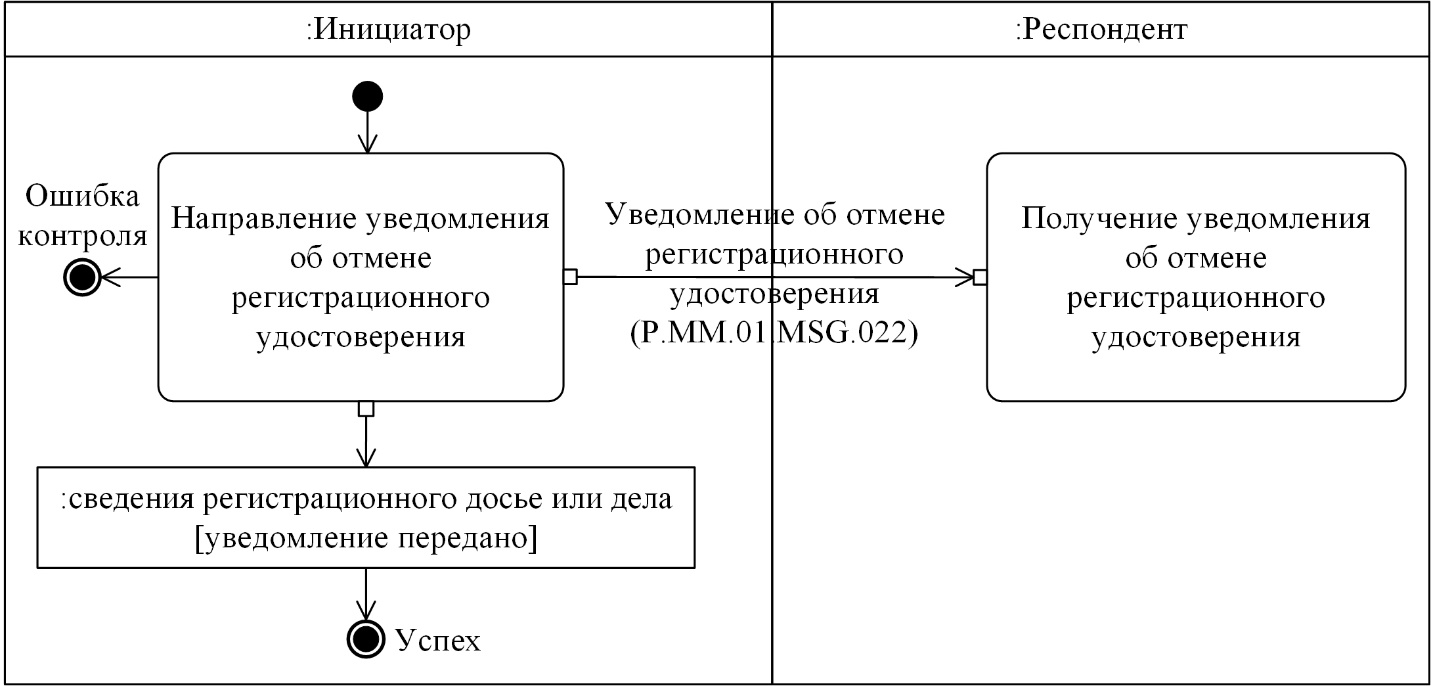 :Инициатор
:Респондент
Ошибка
контроля
Направление уведомления
об отмене
регистрационного
удостоверения
Уведомление об отмене
регистрационного
удостоверения
(P.MM.01.MSG.022)
Получение уведомления
об отмене
регистрационного
удостоверения
:сведения регистрационного досье или дела
[уведомление передано]
Успех